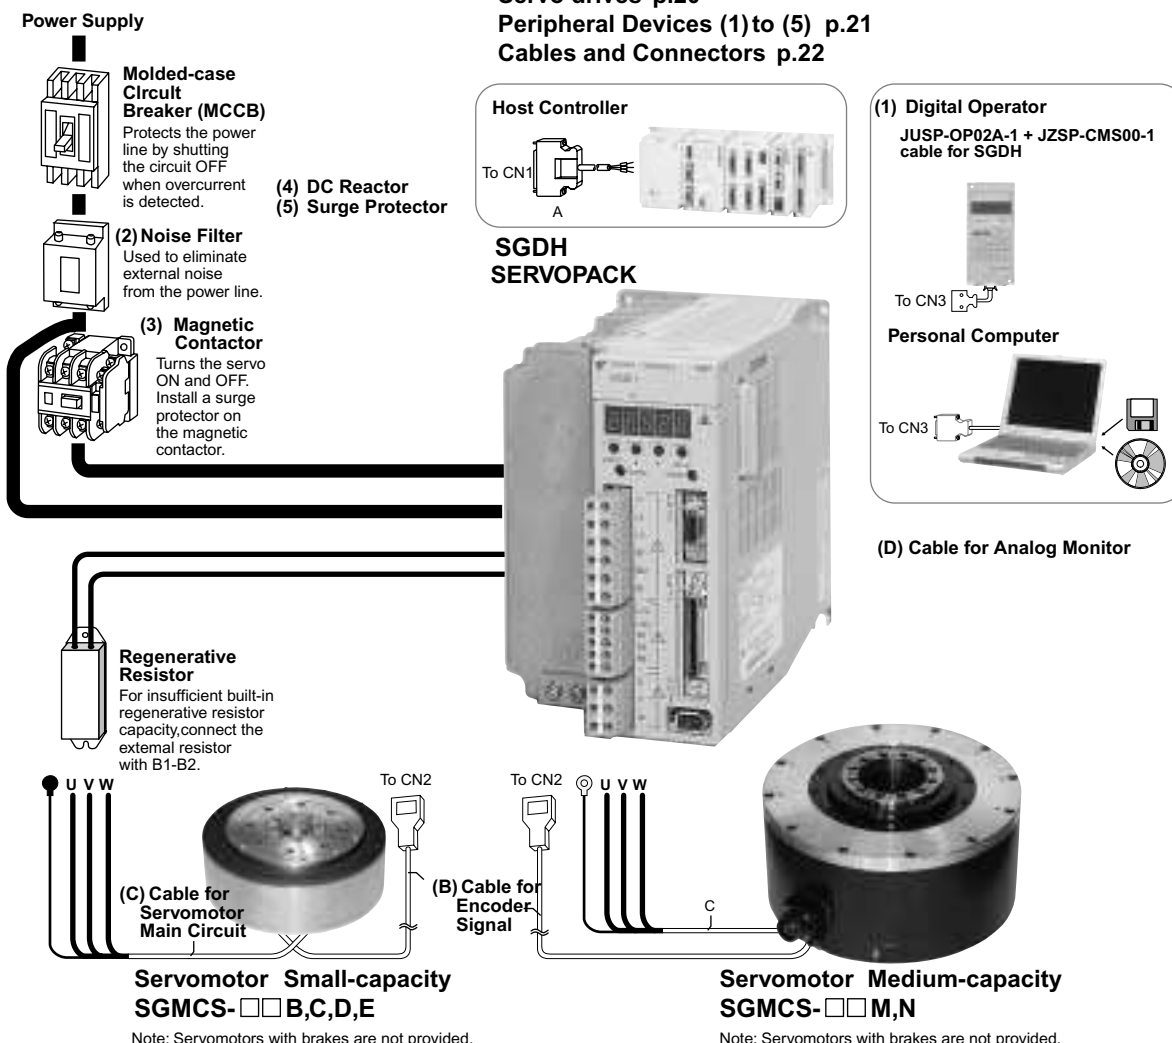 Servo drives p.20
Peripheral Devices (1) to (5) p.21
Cables and Connectors p.22
Power Supply
Molded-case
CIrcuit
Breaker (MCCB)
Protects the power
line by shutting
the circuit OFF
when overcurrent
is detected.
(2) Noise Filter
Used to eliminate
external noise
from the power line.
(3) Magnetic
Contactor
Turns the servo
ON and OFF.
Install a surge
protector on
the magnetic
contactor.
(4) DC Reactor
(5) Surge Protector
Host Controller
To CN1
A
SGDH
SERVOPACK
(1) Digital Operator
JUSP-OP02A-1 + JZSP-CMS00-1
cable for SGDH
To CN3
Personal Computer
To CN3
(D) Cable for Analog Monitor
Regenerative
Resistor
For insufficient built-in
regenerative resistor
capacity,connect the
external resistor
with B1-B2.
U V W
To CN2
(C) Cable for
Servomotor
Main Circuit
(B) Cable for
Encoder
Signal
To CN2
U V W
C
Servomotor Small-capacity
SGMCS-□□B,C,D,E
Note: Servomotors with brakes are not provided.
Servomotor Medium-capacity
SGMCS-□□M,N
Note: Servomotors with brakes are not provided.